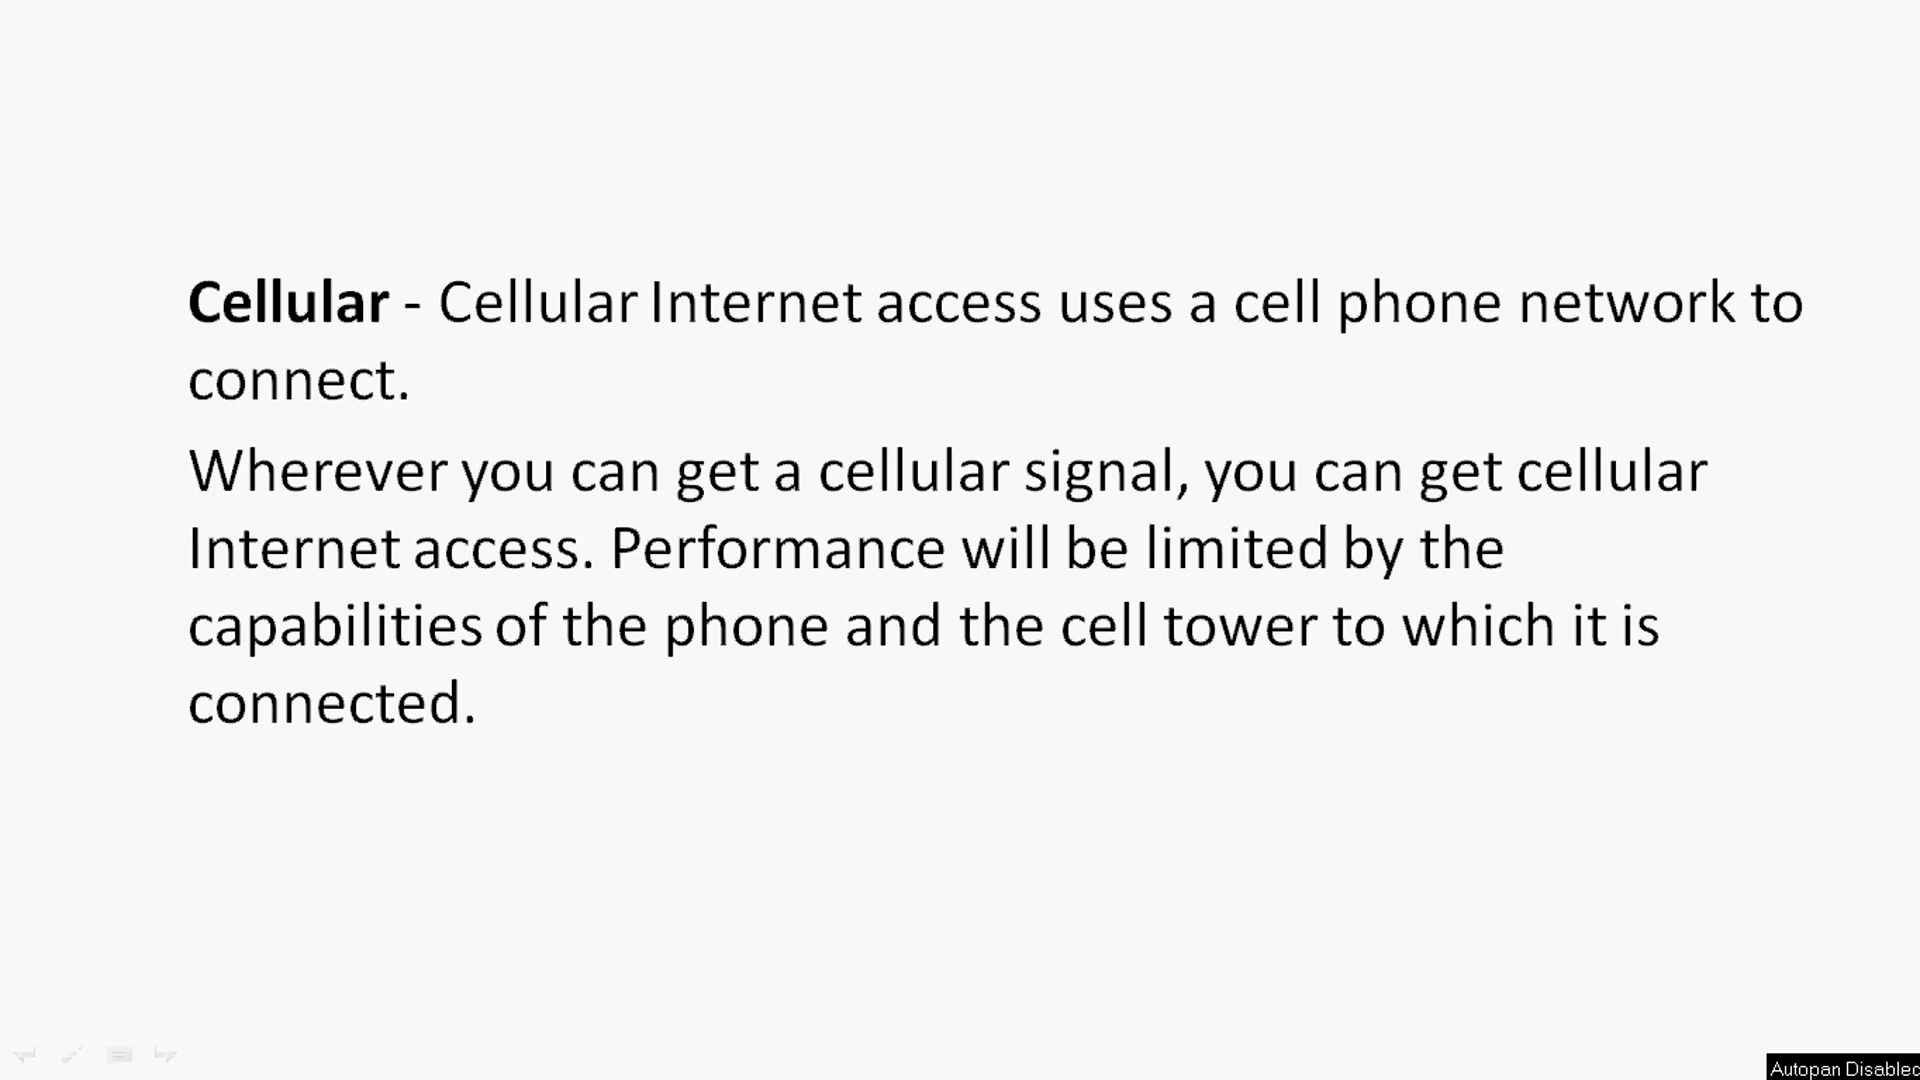 Cellular - Cellular Internet access uses a cell phone network to
connect.
Wherever you can get a cellular signal, you can get cellular
Internet access. Performance will be limited by the
capabilities of the phone and the cell tower to which it is
connected.
Autopan Disabled